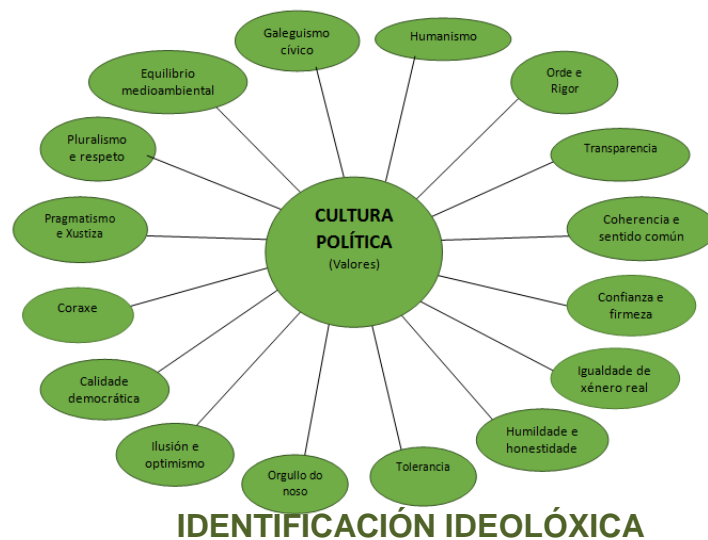 Galeguismo
cívico
Humanismo
Orde e
Rigor
Transparencia
Coherencia e
sentido común
Confianza e
firmeza
Igualdade de
xénero real
Humildade e
honestidade
Tolerancia
Orgullo do
noso
Ilusión e
optimismo
Calidade
democrática
Coraxe
Pragmatismo
e Xustiza
Pluralismo
e respeto
Equilibrio
medioambiental
CULTURA
POLÍTICA
(Valores)
IDENTIFICACIÓN IDEOLÓXICA